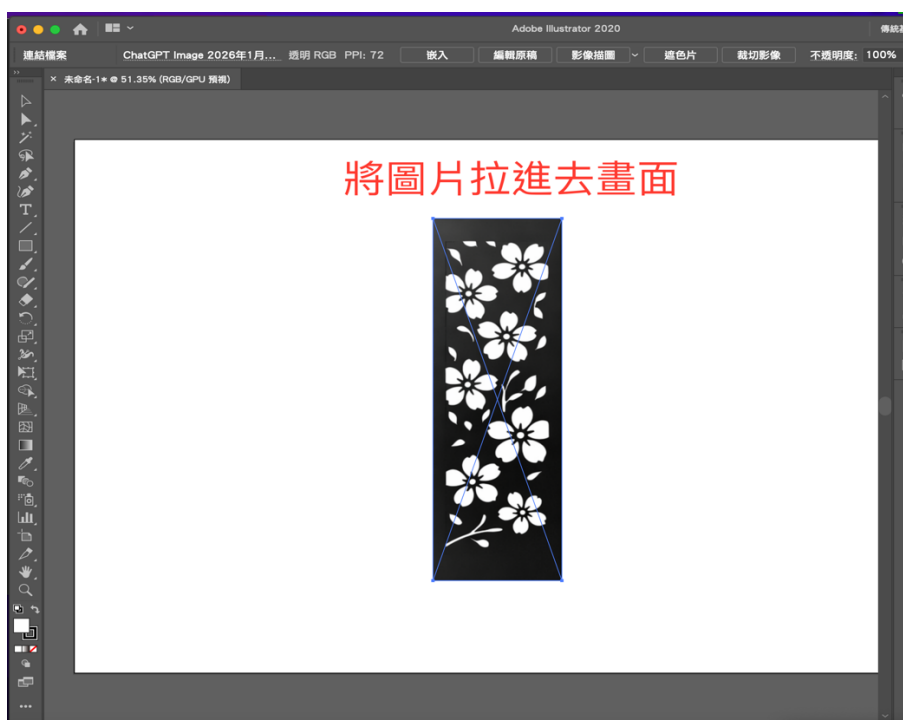 Adobe Illustrator 2020
連結檔案 ChatGPT Image 2026年1月... 透明 RGB PPI: 72 嵌入 編輯原稿 影像描圖 遮色片 裁切影像 不透明度: 100%
× 未命名-1* @ 51.35% (RGB/GPU 預視)
將圖片拉進去畫面